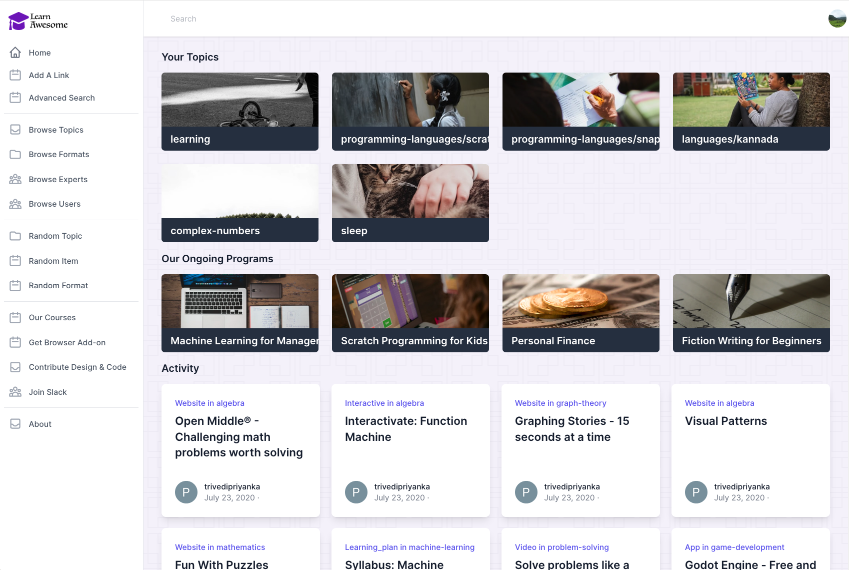 Learn
Awesome
Search
Home
Add A Link
Advanced Search
Browse Topics
Browse Formats
Browse Experts
Browse Users
Random Topic
Random Item
Random Format
Our Courses
Get Browser Add-on
Contribute Design & Code
Join Slack
About
Your Topics
learning
programming-languages/scrat
programming-languages/snap
languages/kannada
complex-numbers
sleep
Our Ongoing Programs
Machine Learning for Manager
Scratch Programming for Kids
Personal Finance
Fiction Writing for Beginners
Activity
Website in algebra
Open Middle® -
Challenging math
problems worth solving
P
trivedipriyanka
July 23, 2020 ·
Interactive in algebra
Interactivate: Function
Machine
P
trivedipriyanka
July 23, 2020 ·
Website in graph-theory
Graphing Stories - 15
seconds at a time
P
trivedipriyanka
July 23, 2020 ·
Website in algebra
Visual Patterns
P
trivedipriyanka
July 23, 2020 ·
Website in mathematics
Fun With Puzzles
Learning_plan in machine-learning
Syllabus: Machine
Video in problem-solving
Solve problems like a
App in game-development
Godot Engine - Free and